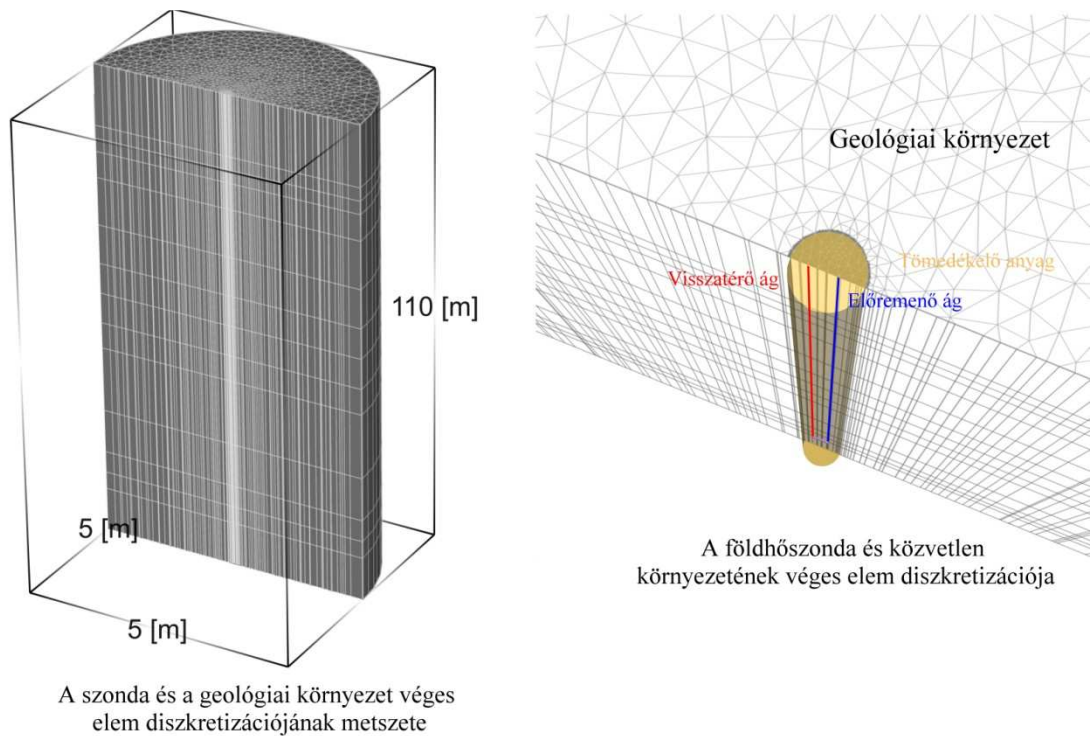 110 [m]
5 [m]
5 [m]
A szonda és a geológiai környezet véges
elem diszkretizációjának metszete
Geológiai környezet
Visszatérő ág
Tömedékelő anyag
Előremenő ág
A földhőszonda és közvetlen
környezetének véges elem diszkretizációja